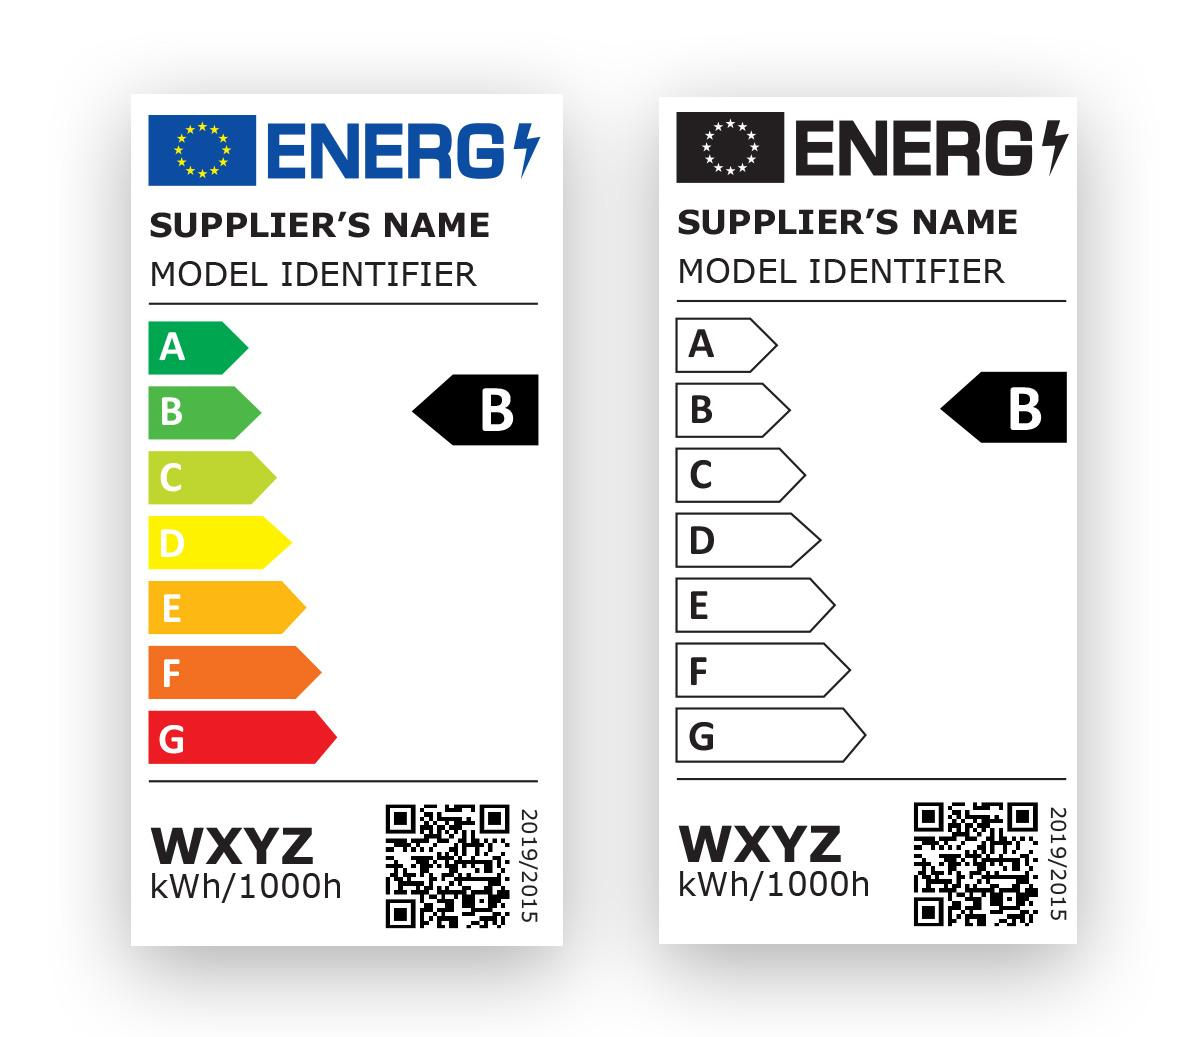 ENERG
SUPPLIER’S NAME
MODEL IDENTIFIER
A
B
B
C
D
E
F
G
WXYZ
kWh/1000h
2019/2015
ENERG
SUPPLIER’S NAME
MODEL IDENTIFIER
A
B
B
C
D
E
F
G
WXYZ
kWh/1000h
2019/2015